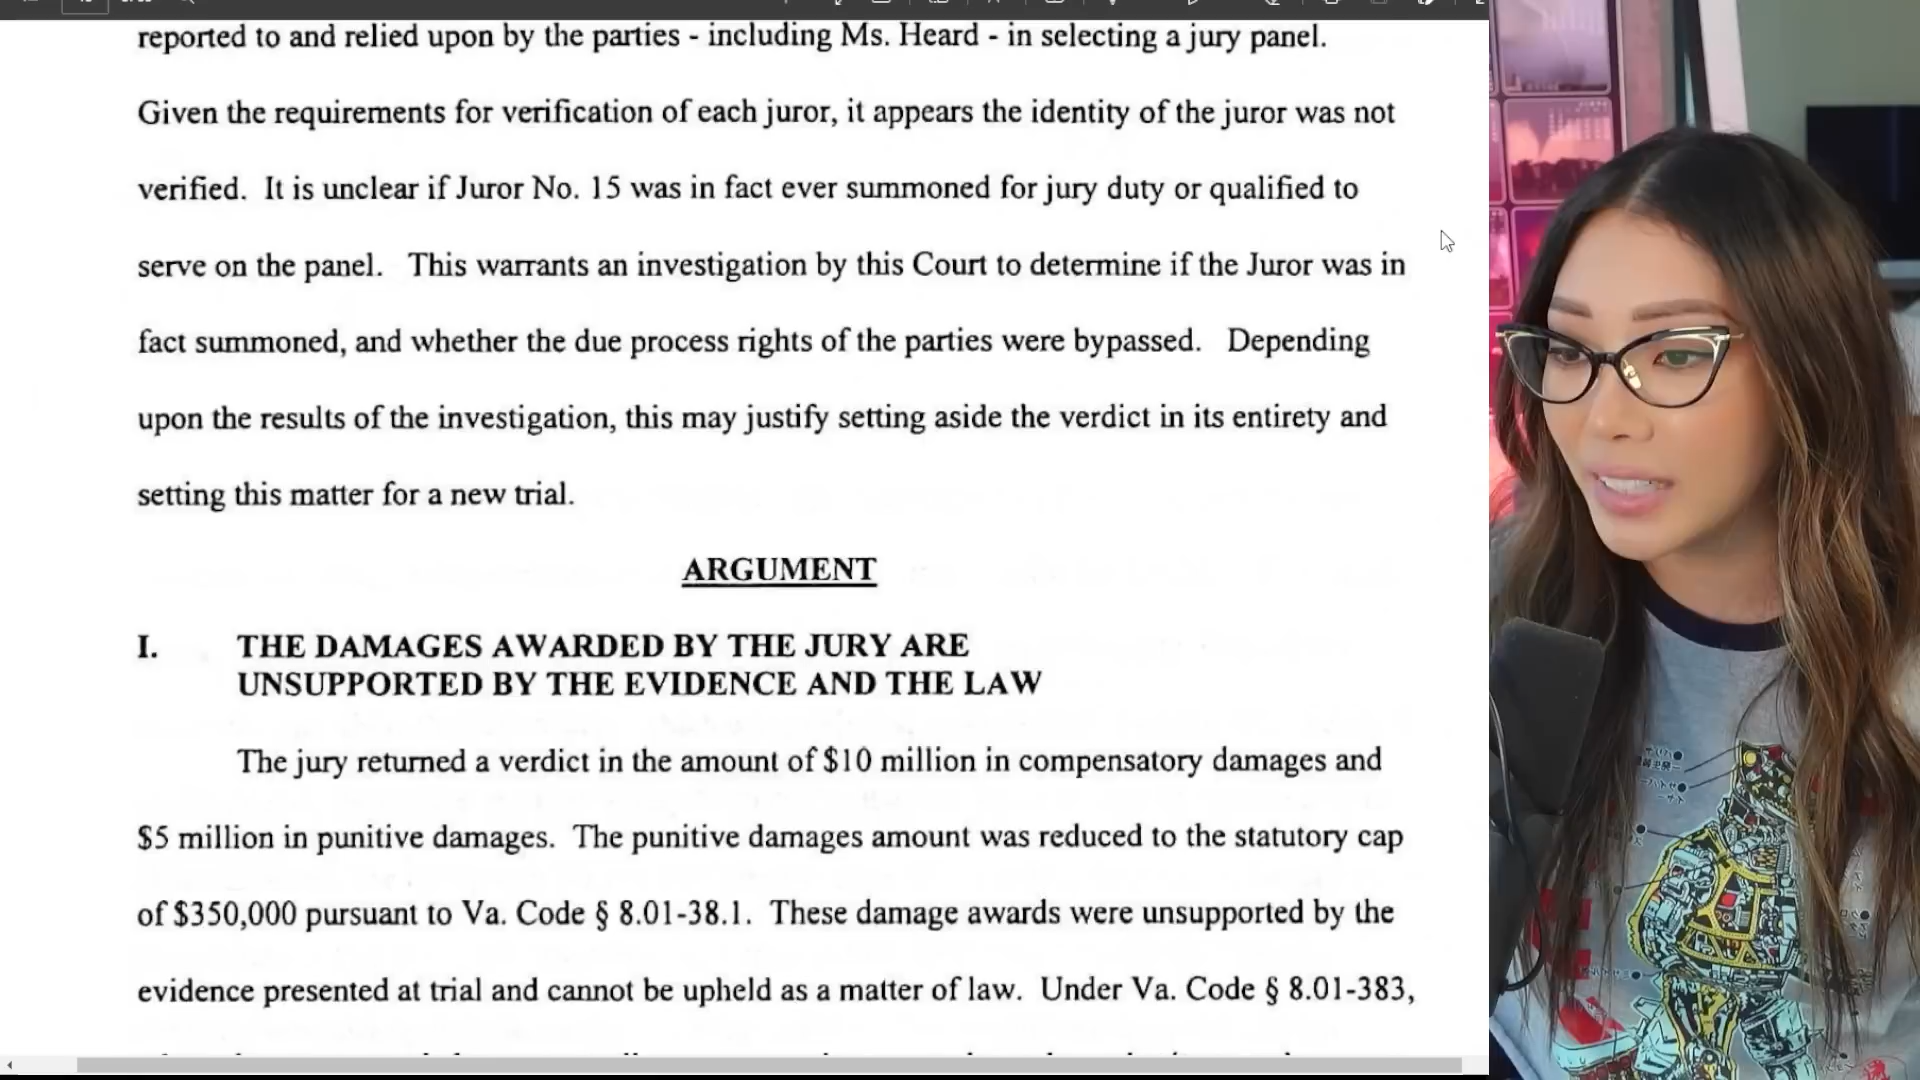 reported to and relied upon by the parties - including Ms. Heard - in selecting a jury panel.
Given the requirements for verification of each juror, it appears the identity of the juror was not
verified. It is unclear if Juror No. 15 was in fact ever summoned for jury duty or qualified to
serve on the panel. This warrants an investigation by this Court to determine if the Juror was in
fact summoned, and whether the due process rights of the parties were bypassed. Depending
upon the results of the investigation, this may justify setting aside the verdict in its entirety and
setting this matter for a new trial.
ARGUMENT
I. THE DAMAGES AWARDED BY THE JURY ARE
UNSUPPORTED BY THE EVIDENCE AND THE LAW
The jury returned a verdict in the amount of $10 million in compensatory damages and
$5 million in punitive damages. The punitive damages amount was reduced to the statutory cap
of $350,000 pursuant to Va. Code § 8.01-38.1. These damage awards were unsupported by the
evidence presented at trial and cannot be upheld as a matter of law. Under Va. Code § 8.01-383,